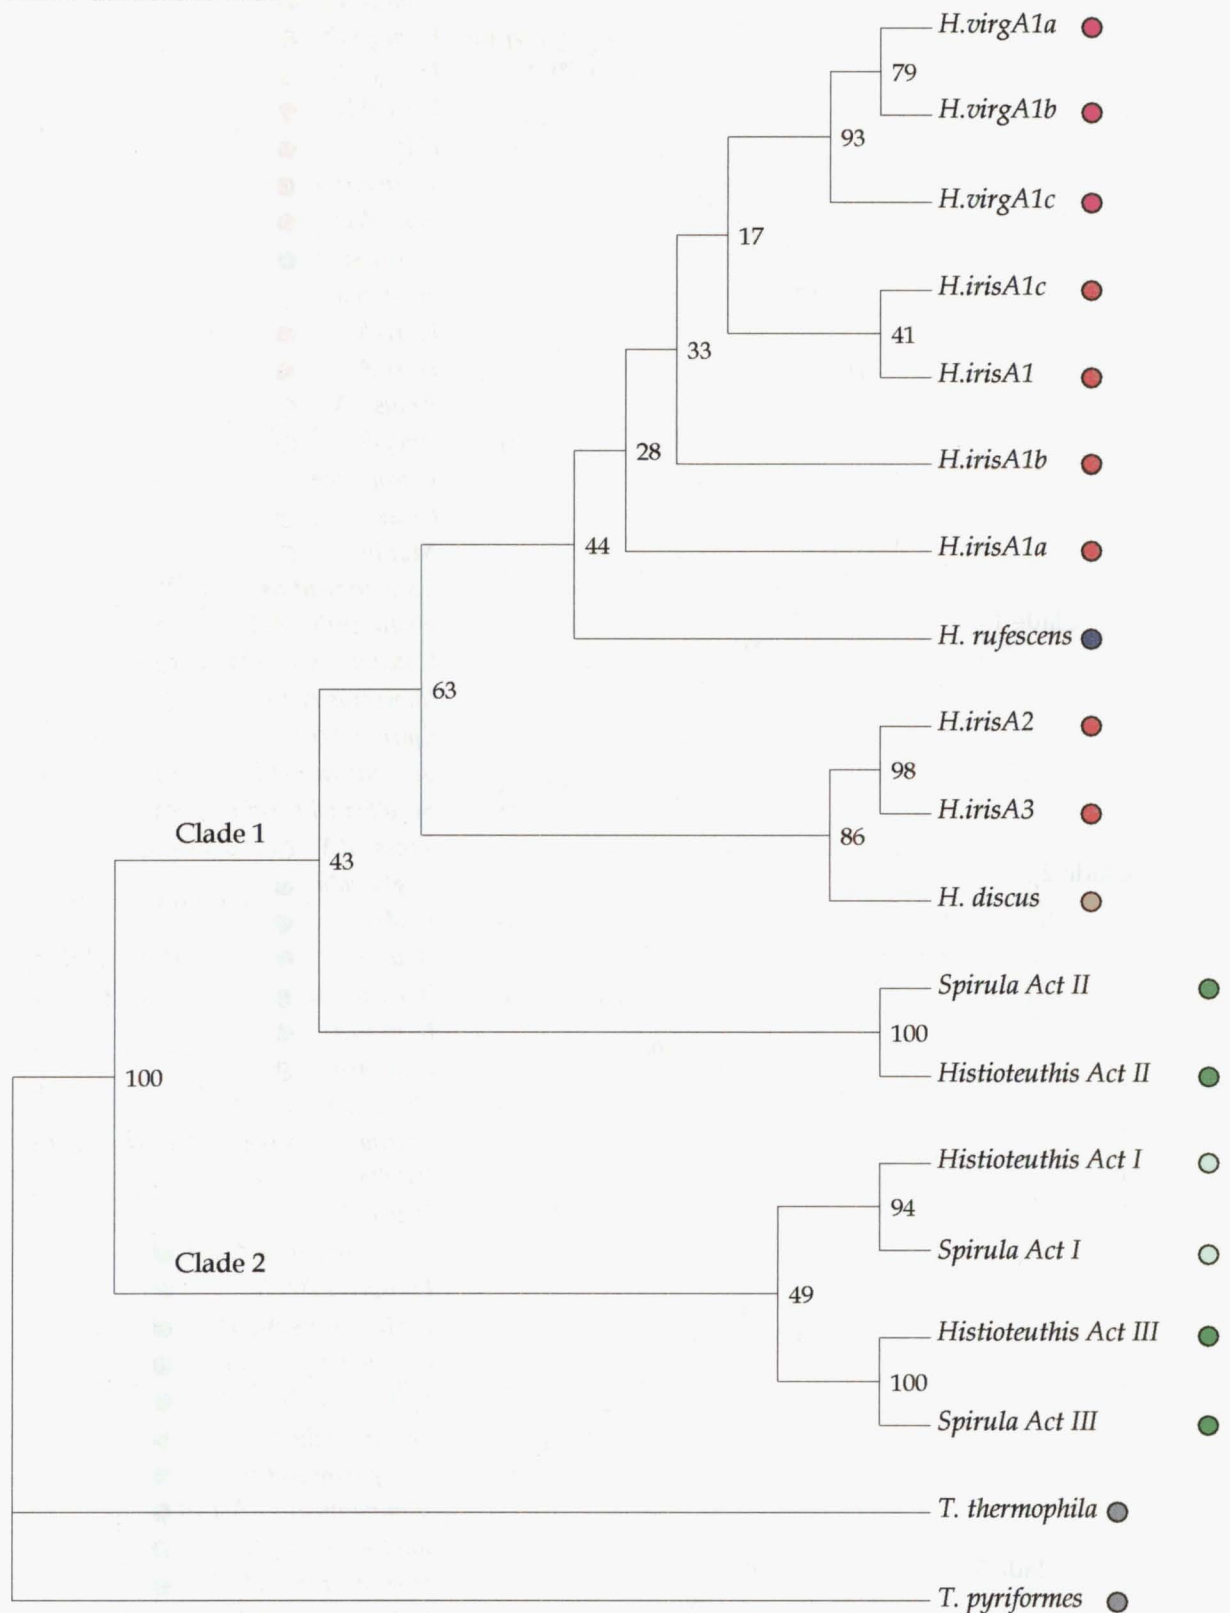 H.virgA1a
79
H.virgA1b
93
H.virgA1c
17
H.irisA1c
41
33
H.irisA1
28
H.irisA1b
44
H.irisA1a
H. rufescens
63
H.irisA2
98
H.irisA3
Clade 1
86
43
H. discus
Spirula Act II
100
Histioteuthis Act II
100
Histioteuthis Act I
94
Spirula Act I
Clade 2
49
Histioteuthis Act III
100
Spirula Act III
T. thermophila
T. pyriformes